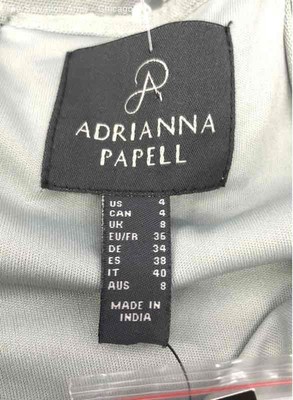 ADRIANNA
PAPELL
US 4
CAN 4
UK 8
EU/FR 36
DE 34
ES 38
IT 40
AUS 8
MADE IN
INDIA